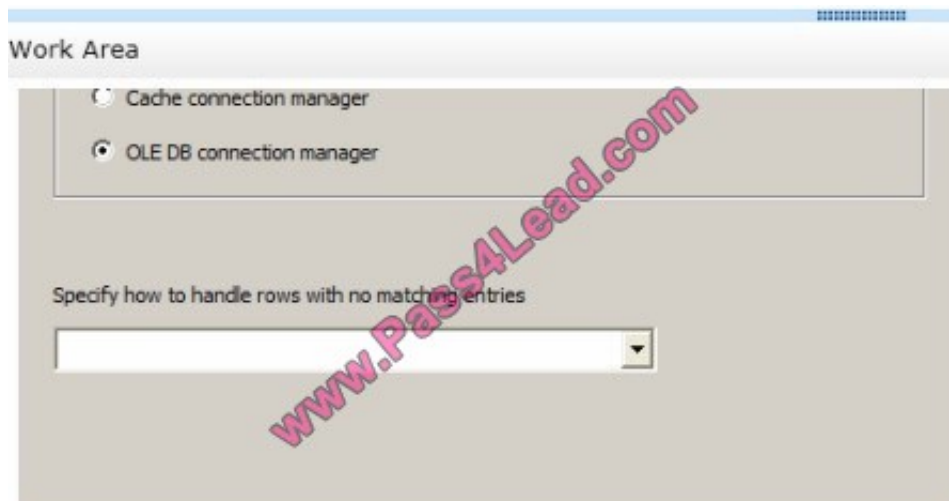 Work Area
Cache connection manager
OLE DB connection manager
www.Pass4Lead.com
Specify how to handle rows with no matching entries